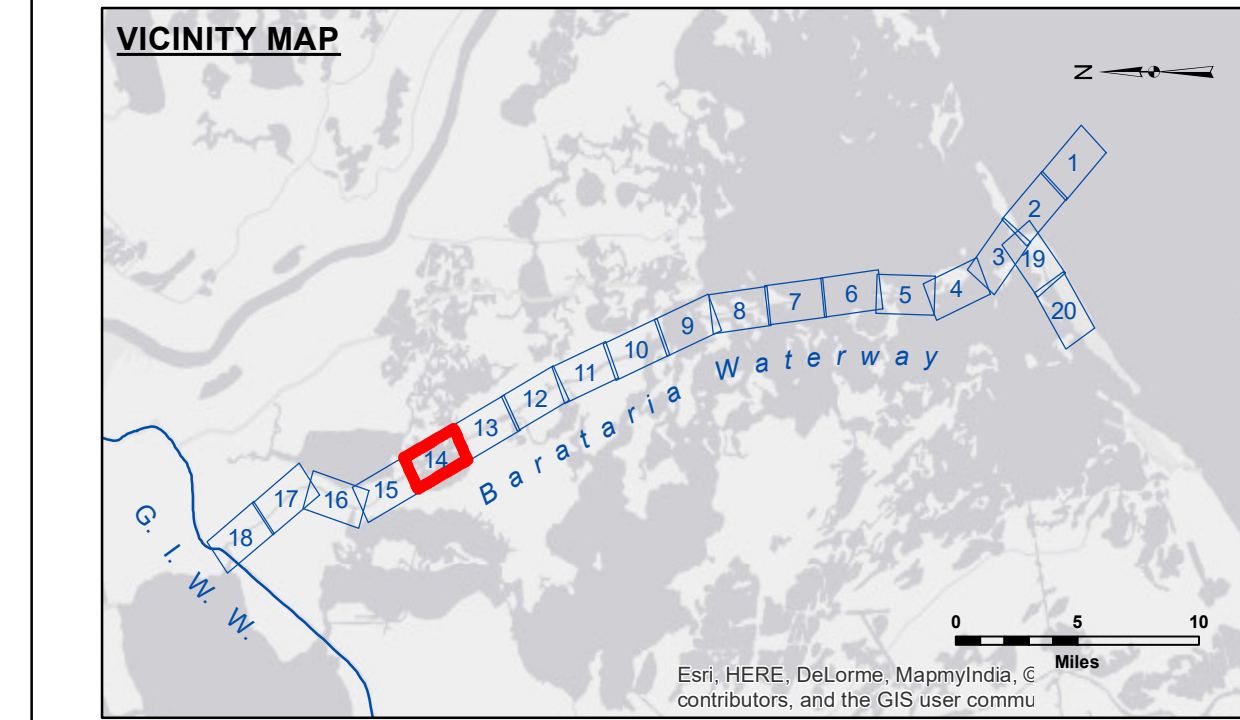 VICINITY MAP
N
1
2
3
19
4
20
5
6
7
8
9
10
11
12
13
14
15
16
17
18
Barataria Waterway
G. I. W. W.
0 5 10
Miles
Esri, HERE, DeLorme, MapmyIndia, ©
contributors, and the GIS user commu